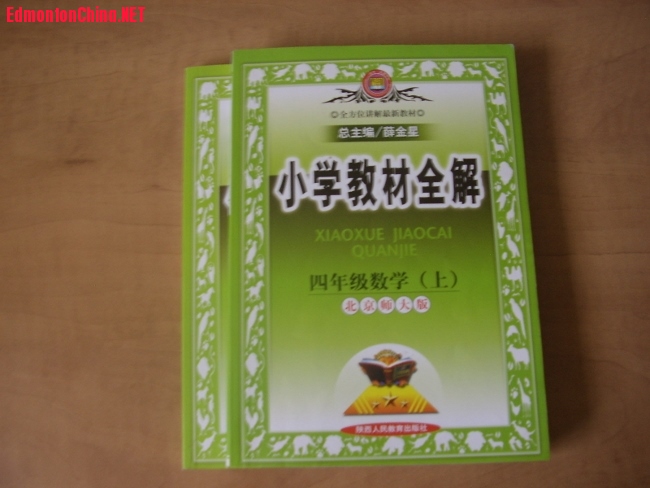 EdmontonChina.NET
全方位讲解最新教材
总主编/薛金星
小学教材全解
XIAOXUE JIAOCAI
QUANJIE
四年级数学（上）
北京师大版
陕西人民教育出版社